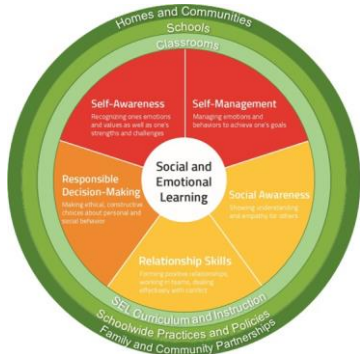 Homes and Communities
Schools
Classrooms
Self-Awareness
Recognizing ones emotions
and values as well as one's
strengths and challenges
Self-Management
Managing emotions and
behaviors to achieve one's goals
Social and
Emotional
Learning
Responsible
Decision-Making
Making ethical, constructive
choices about personal and
social behavior
Social Awareness
Showing understanding
and empathy for others
Relationship Skills
Forming positive relationships,
working in teams, dealing
effectively with conflict
SEL Curriculum and Instruction
Schoolwide Practices and Policies
Family and Community Partnerships